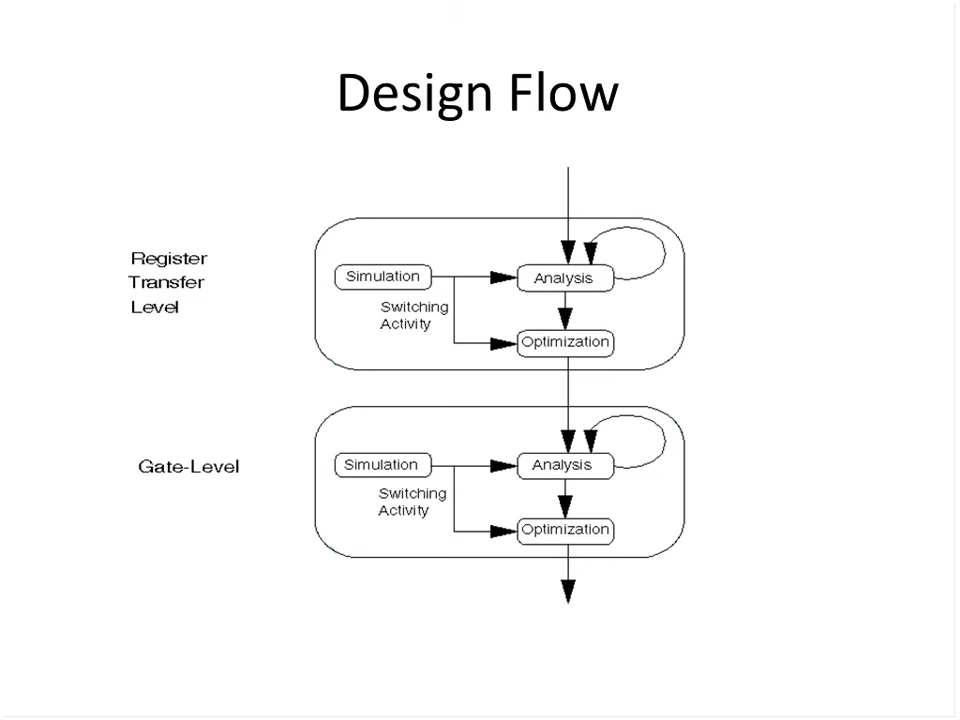 Design Flow
Register
Transfer
Level
Simulation
Analysis
Switching
Activity
Optimization
Gate-Level
Simulation
Analysis
Switching
Activity
Optimization